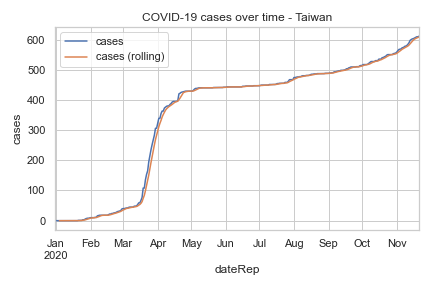 COVID-19 cases over time - Taiwan
cases
cases (rolling)
600
500
400
300
200
100
0
cases
Jan Feb Mar Apr May Jun Jul Aug Sep Oct Nov
2020
dateRep